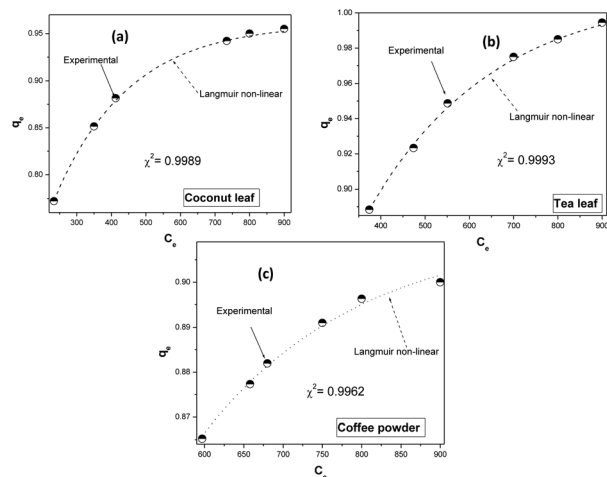 (a)
0.95
Experimental
0.90
Langmuir non-linear
qe
0.85
χ2= 0.9989
0.80
Coconut leaf
300 400 500 600 700 800 900
Ce
1.00
(b)
0.98
Experimental
0.96
Langmuir non-linear
qe
0.94
0.92
χ2= 0.9993
0.90
Tea leaf
400 500 600 700 800 900
Ce
(c)
0.90
Experimental
0.89
Langmuir non-linear
qe
0.88
χ2= 0.9962
0.87
Coffee powder
600 650 700 750 800 850 900
Ce